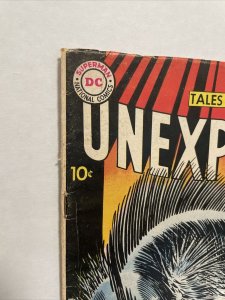 SUPERMAN
DC
NATIONAL COMICS
TALES
UNEXP
10¢